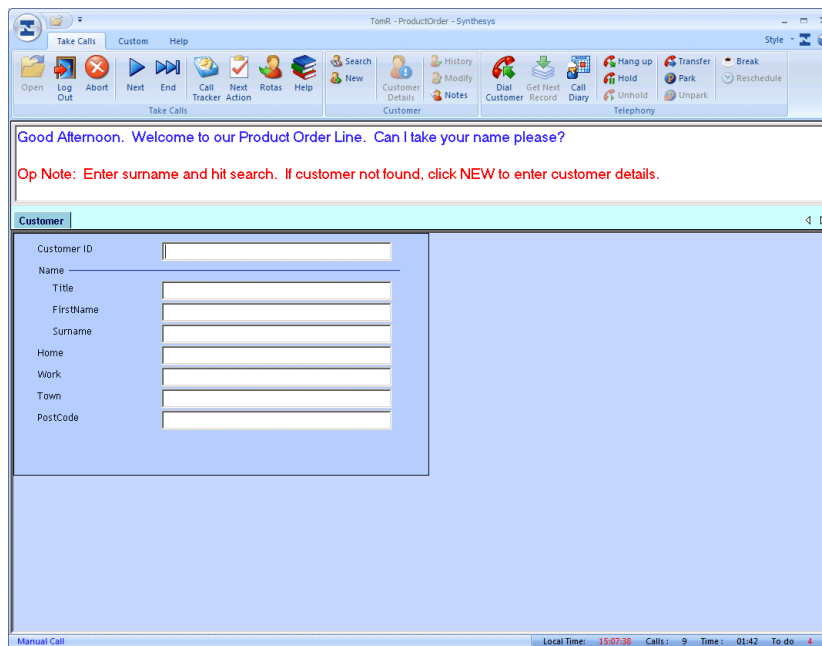 TomR - ProductOrder - Synthesys
Take Calls Custom Help Style
Open Log Out Abort Next End Call Tracker Next Action Rotas Help
Take Calls
Search New Customer Details History Modify Notes
Customer
Dial Customer Get Next Record Call Diary Hang up Hold Unhold Transfer Park Unpark
Telephony
Break
Reschedule
Good Afternoon. Welcome to our Product Order Line. Can I take your name please?
Op Note: Enter surname and hit search. If customer not found, click NEW to enter customer details.
Customer
Customer ID
Name
Title
FirstName
Surname
Home
Work
Town
PostCode
Manual Call Local Time: 15:07:38 Calls: 9 Time: 01:42 To do 4